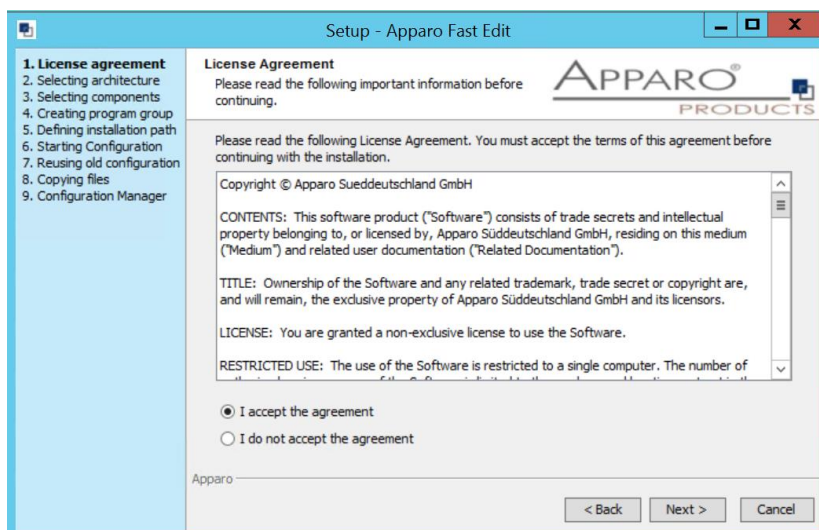 Setup - Apparo Fast Edit
1. License agreement
2. Selecting architecture
3. Selecting components
4. Creating program group
5. Defining installation path
6. Starting Configuration
7. Reusing old configuration
8. Copying files
9. Configuration Manager
License Agreement
Please read the following important information before
continuing.
APPARO®
PRODUCTS
Please read the following License Agreement. You must accept the terms of this agreement before
continuing with the installation.
Copyright © Apparo Sueddeutschland GmbH
CONTENTS: This software product ("Software") consists of trade secrets and intellectual
property belonging to, or licensed by, Apparo Süddeutschland GmbH, residing on this medium
("Medium") and related user documentation ("Related Documentation").
TITLE: Ownership of the Software and any related trademark, trade secret or copyright are,
and will remain, the exclusive property of Apparo Süddeutschland GmbH and its licensors.
LICENSE: You are granted a non-exclusive license to use the Software.
RESTRICTED USE: The use of the Software is restricted to a single computer. The number of
I accept the agreement
I do not accept the agreement
Apparo
< Back Next > Cancel